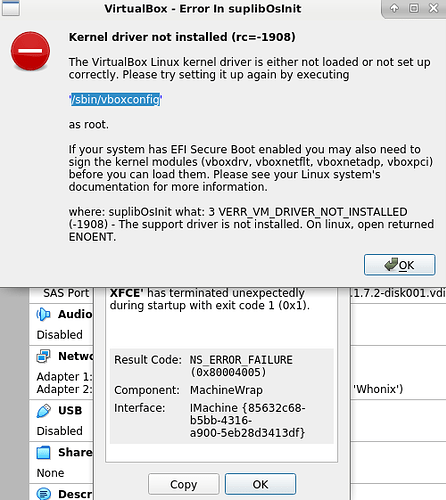 VirtualBox - Error In suplibOsInit
Kernel driver not installed (rc=-1908)
The VirtualBox Linux kernel driver is either not loaded or not set up
correctly. Please try setting it up again by executing
'/sbin/vboxconfig'
as root.
If your system has EFI Secure Boot enabled you may also need to
sign the kernel modules (vboxdrv, vboxnetflt, vboxnetadp, vboxpci)
before you can load them. Please see your Linux system's
documentation for more information.
where: suplibOsInit what: 3 VERR_VM_DRIVER_NOT_INSTALLED
(-1908) - The support driver is not installed. On linux, open returned
ENOENT.
OK
SAS Port
XFCE' has terminated unexpectedly
during startup with exit code 1 (0x1).
.1.7.2-disk001.vdi
Audio
Disabled
Netwo
Adapter 1:
Adapter 2:
'Whonix')
Result Code: NS_ERROR_FAILURE
(0x80004005)
Component: MachineWrap
Interface: IMachine {85632c68-
b5bb-4316-
a900-5eb28d3413df}
USB
Disabled
Share
None
Copy
OK
Descr